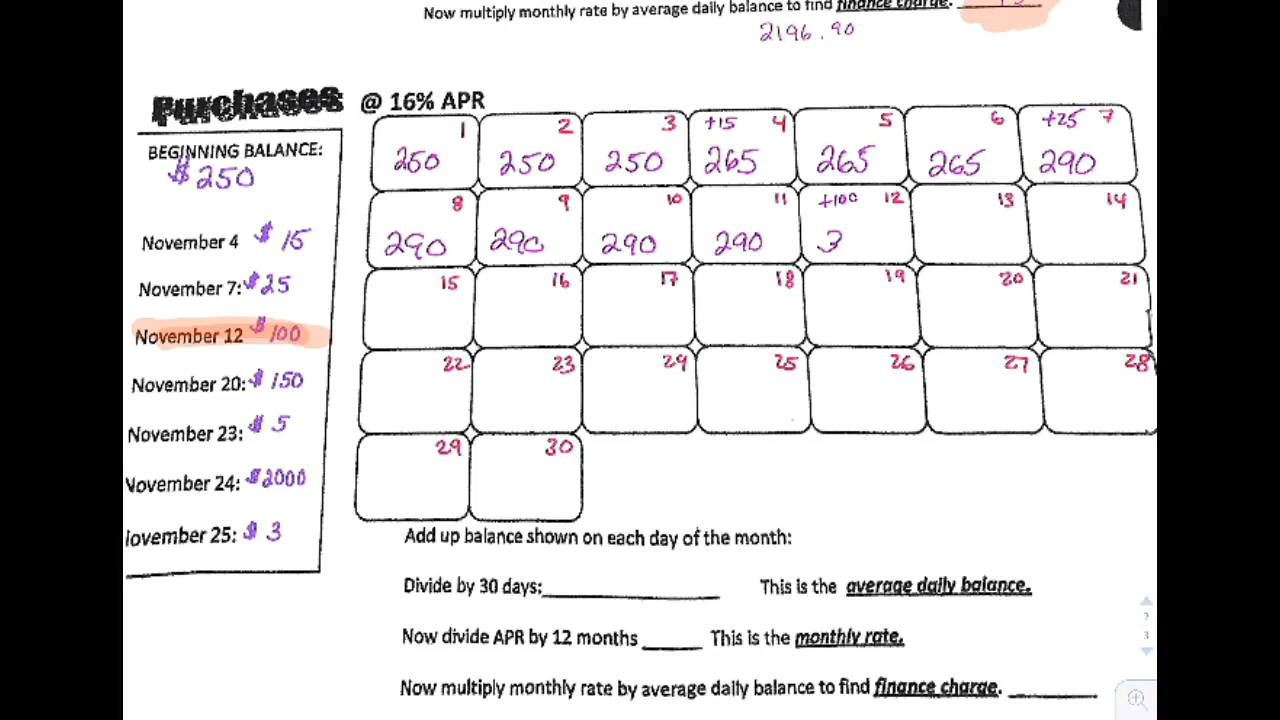 Now multiply monthly rate by average daily balance to find finance charge.
2196.90
Purchases @ 16% APR
BEGINNING BALANCE:
$250
November 4 $15
November 7: $25
November 12 $100
November 20: $150
November 23: $5
November 24: $2000
ovember 25: $3
1 2 3 +15 4 5 6 +25 7
250 250 250 265 265 265 290
8 9 10 11 +100 12 13 14
290 290 290 290 3
15 16 17 18 19 20 21
22 23 24 25 26 27 28
29 30
Add up balance shown on each day of the month:
Divide by 30 days: This is the average daily balance.
Now divide APR by 12 months This is the monthly rate.
Now multiply monthly rate by average daily balance to find finance charge.
2
3